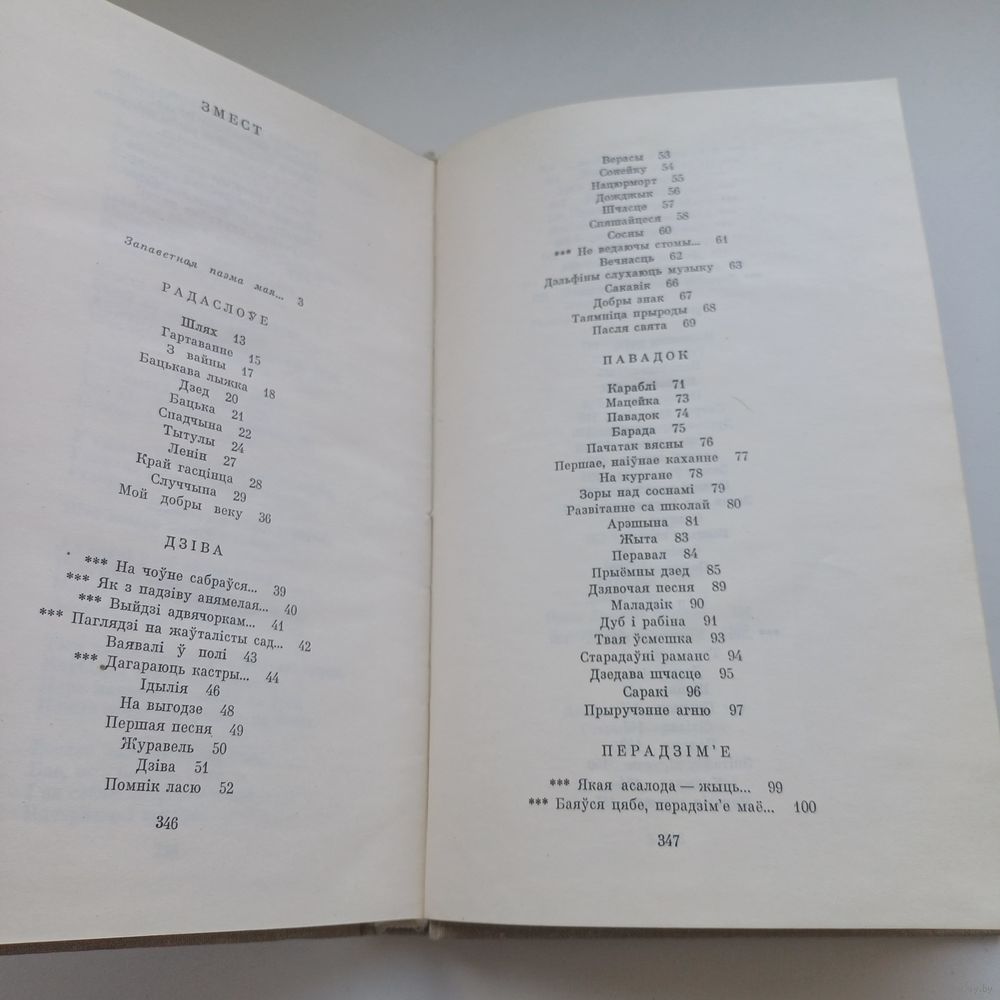 ЗМЕСТ
Запаветная паэма мая... 3
РАДАСЛОЎЕ
Шлях 13
Гартаванне 15
З вайны 17
Бацькава лыжка 18
Дзед 20
Бацька 21
Спадчына 22
Тытулы 24
Ленін 27
Край гасцінца 28
Случчына 29
Мой добры веку 36
ДЗІВА
*** На чоўне сабраўся... 39
*** Як з падзіву анямелая... 40
*** Выйдзі адвячоркам... 41
*** Паглядзі на жаўталісты сад... 42
Ваявалі ў полі 43
*** Дагараюць кастры... 44
Ідылія 46
На выгодзе 48
Першая песня 49
Журавель 50
Дзіва 51
Помнік ласю 52
346
Верасы 53
Сонейку 54
Нацюрморт 55
Дожджык 56
Шчасце 57
Спяшайцеся 58
Сосны 60
*** Не ведаючы стомы... 61
Вечнасць 62
Дэльфіны слухаюць музыку 63
Сакавік 66
Добры знак 67
Таямніца прыроды 68
Пасля свята 69
ПАВАДОК
Караблі 71
Мацейка 73
Павадок 74
Барада 75
Пачатак вясны 76
Першае, наіўнае каханне 77
На кургане 78
Зоры над соснамі 79
Развітанне са школай 80
Арэшына 81
Жыта 83
Перавал 84
Прыёмны дзед 85
Дзявочая песня 89
Маладзік 90
Дуб і рабіна 91
Твая ўсмешка 93
Старадаўні раманс 94
Дзедава шчасце 95
Саракі 96
Прыручэнне агню 97
ПЕРАДЗІМ'Е
*** Якая асалода — жыць... 99
*** Баяўся цябе, перадзім'е маё... 100
347